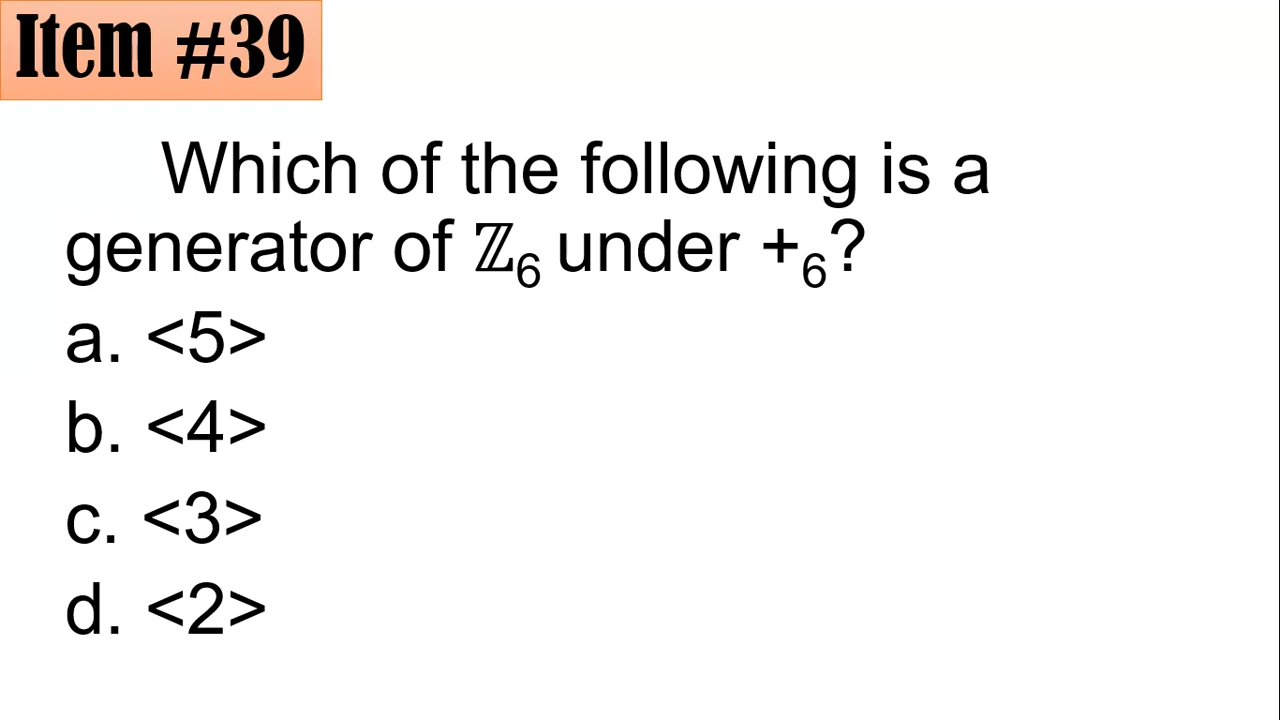 Item #39
Which of the following is a
generator of ℤ₆ under +₆?
a. <5>
b. <4>
c. <3>
d. <2>